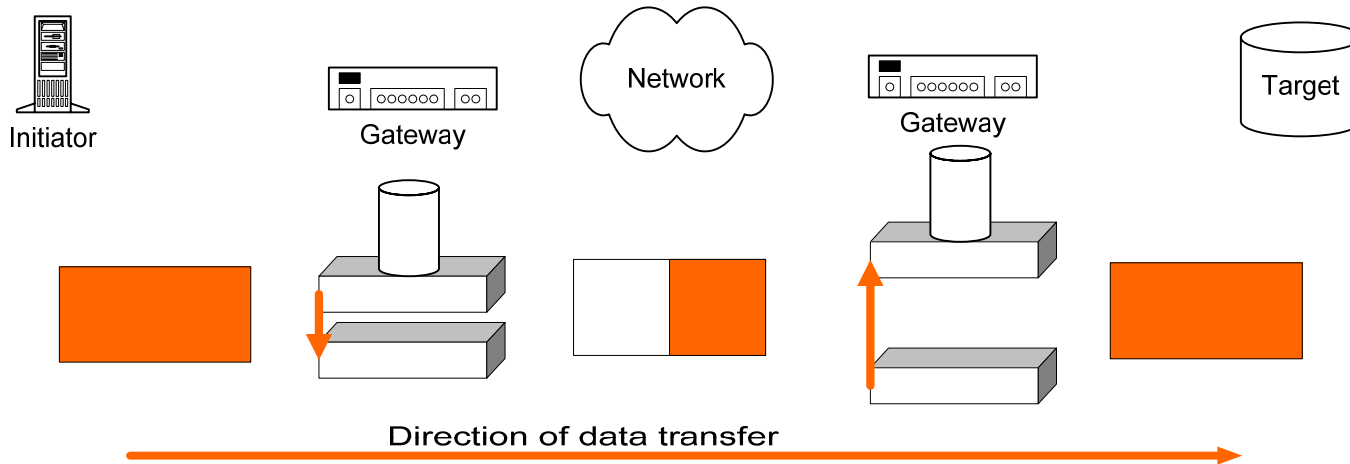 Initiator
Gateway
Network
Gateway
Target
Direction of data transfer